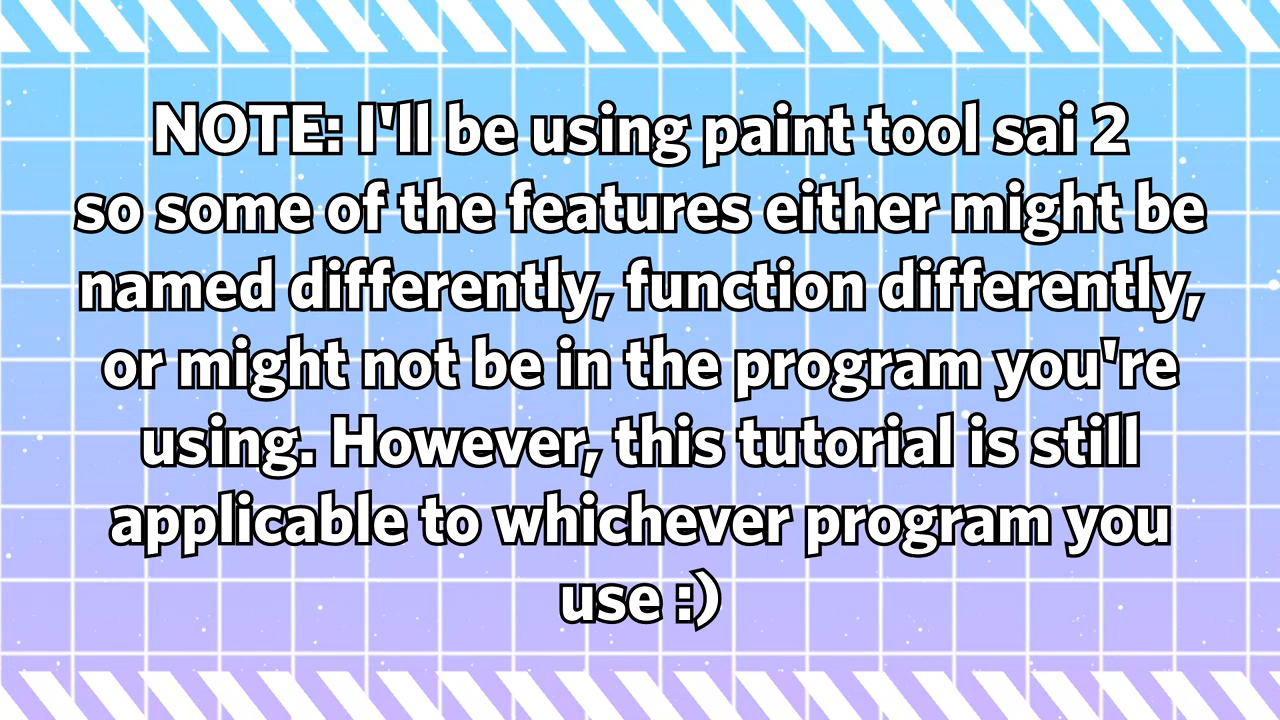 NOTE: I'll be using paint tool sai 2
so some of the features either might be
named differently, function differently,
or might not be in the program you're
using. However, this tutorial is still
applicable to whichever program you
use :)